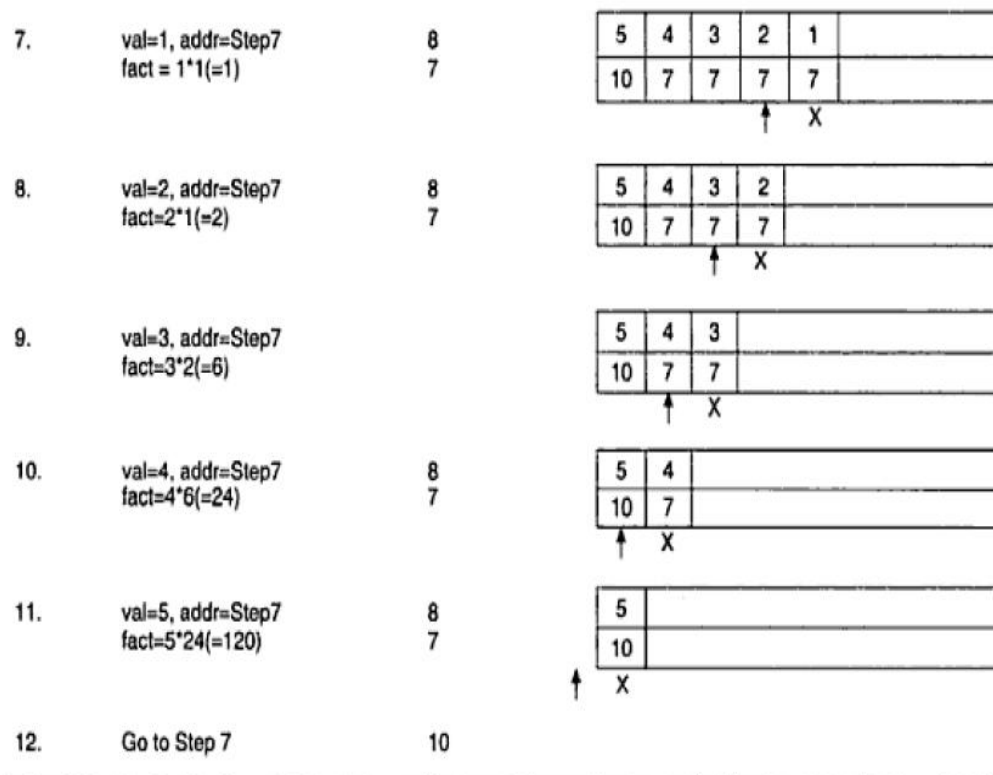 7. val=1, addr=Step7 8 5 4 3 2 1
fact = 1*1(=1) 7 10 7 7 7 7
X
8. val=2, addr=Step7 8 5 4 3 2
fact=2*1(=2) 7 10 7 7 7
X
9. val=3, addr=Step7 5 4 3
fact=3*2(=6) 10 7 7
X
10. val=4, addr=Step7 8 5 4
fact=4*6(=24) 7 10 7
X
11. val=5, addr=Step7 8 5
fact=5*24(=120) 7 10
X
12. Go to Step 7 10